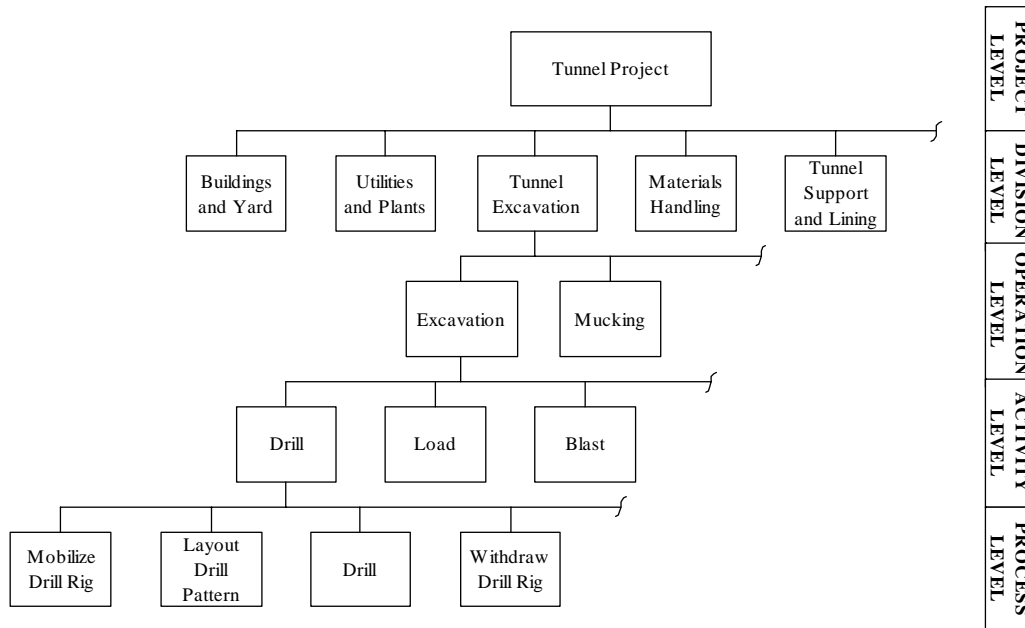 Tunnel Project
PROJECT
LEVEL
Buildings
and Yard
Utilities
and Plants
Tunnel
Excavation
Materials
Handling
Tunnel
Support
and Lining
DIVISION
LEVEL
Excavation
Mucking
OPERATION
LEVEL
Drill
Load
Blast
ACTIVITY
LEVEL
Mobilize
Drill Rig
Layout
Drill
Pattern
Drill
Withdraw
Drill Rig
PROCESS
LEVEL